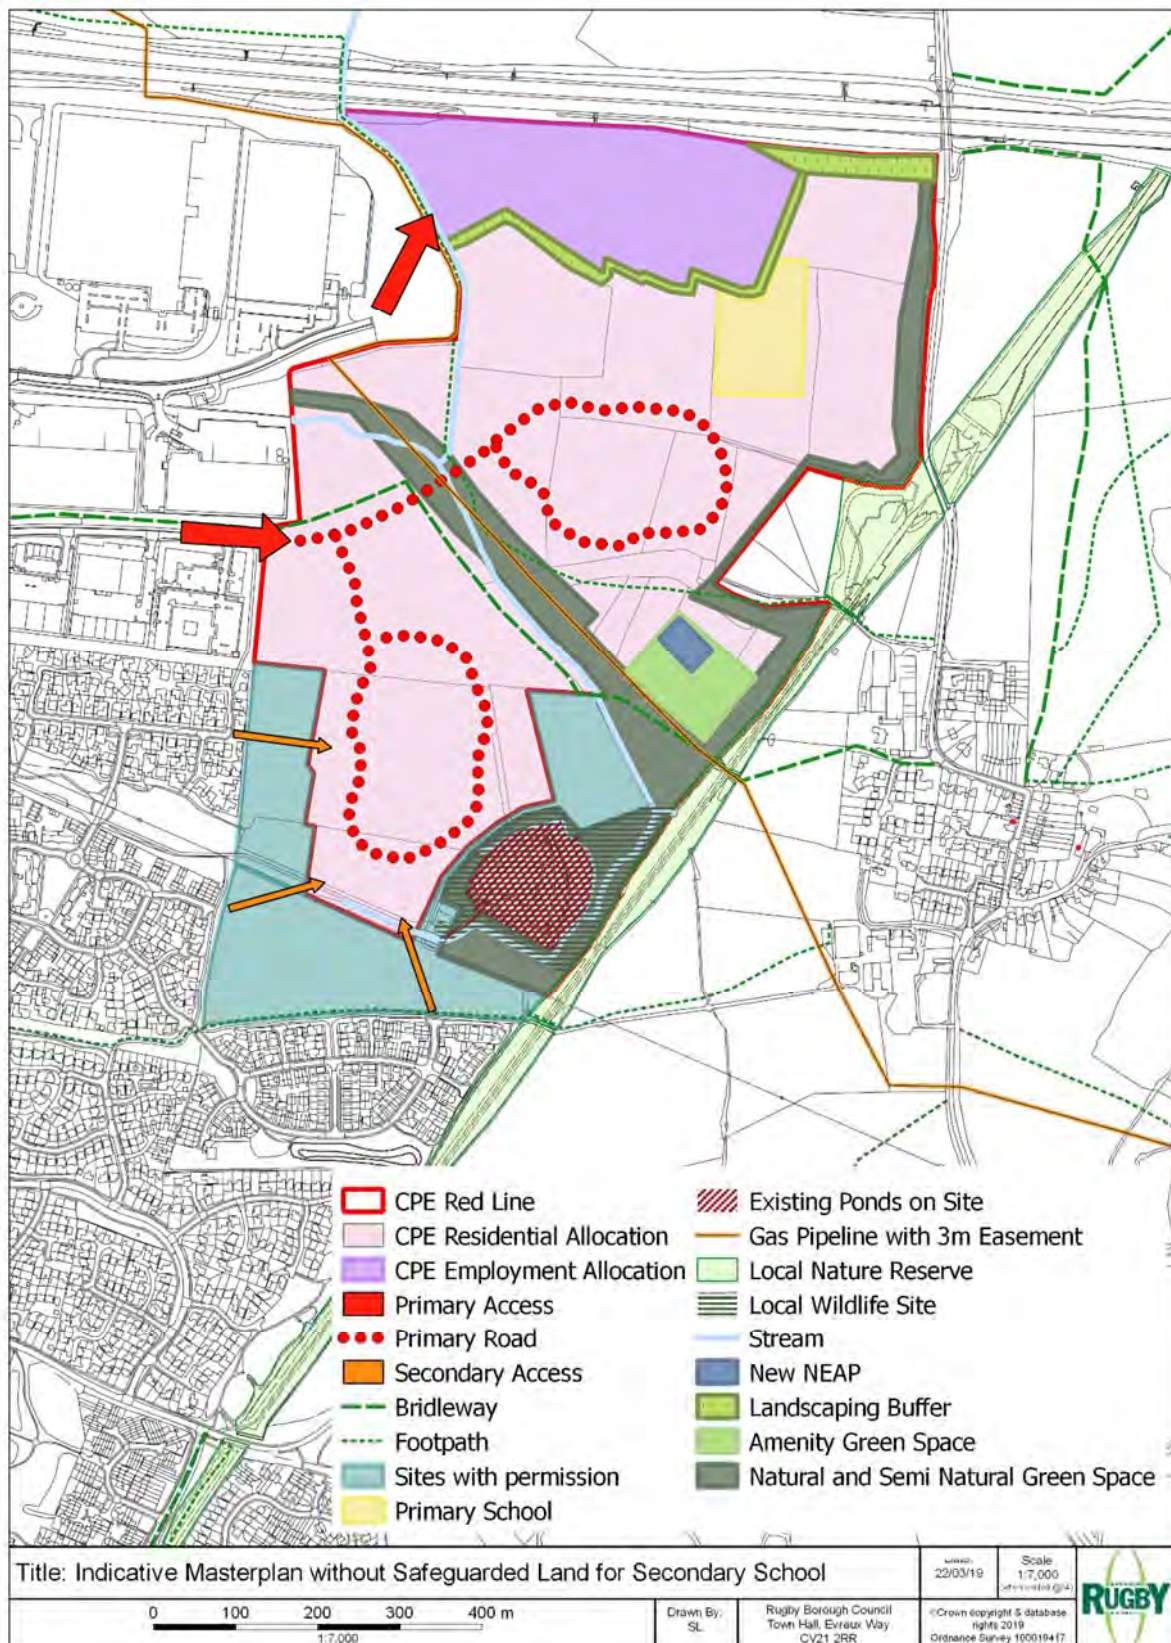 CPE Red Line
CPE Residential Allocation
CPE Employment Allocation
Primary Access
Primary Road
Secondary Access
Bridleway
Footpath
Sites with permission
Primary School
Existing Ponds on Site
Gas Pipeline with 3m Easement
Local Nature Reserve
Local Wildlife Site
Stream
New NEAP
Landscaping Buffer
Amenity Green Space
Natural and Semi Natural Green Space
Title: Indicative Masterplan without Safeguarded Land for Secondary School
22/03/19
Scale
1:7,000
RUGBY
0 100 200 300 400 m
1:7,000
Drawn By:
SL
Rugby Borough Council
Town Hall, Evreux Way
CV21 2RR
©Crown copyright & database
rights 2019
Ordnance Survey 100019417